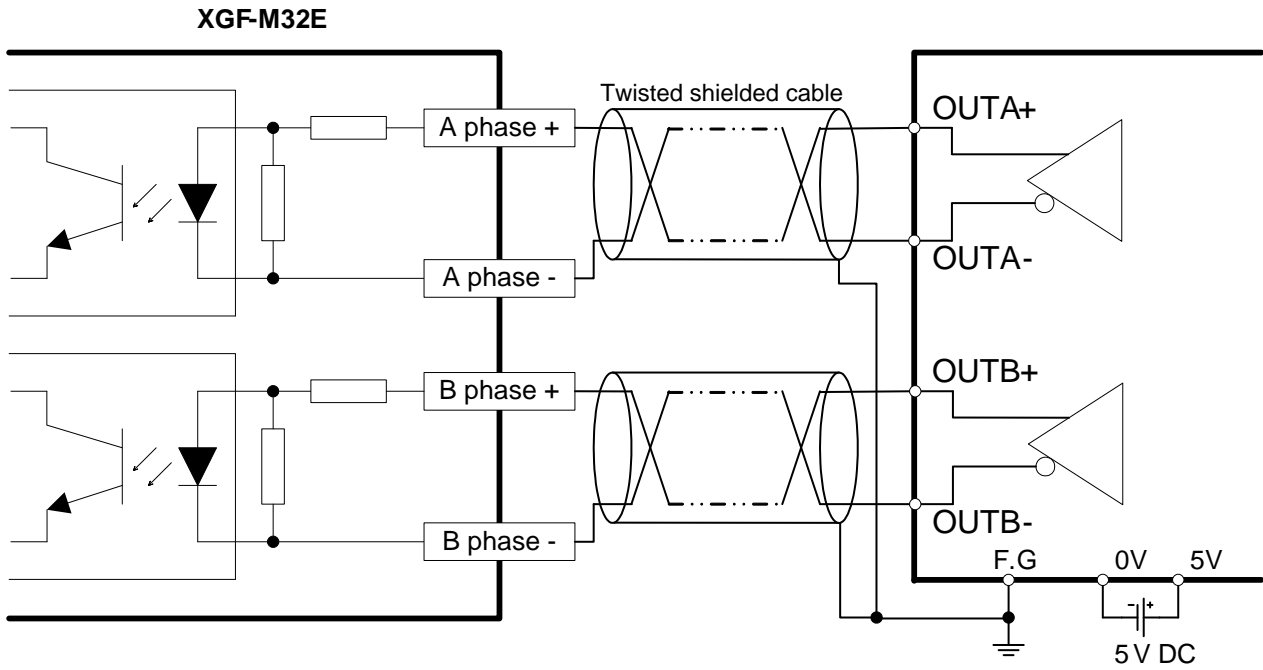 XGF-M32E
Twisted shielded cable
A phase +
OUTA+
A phase -
OUTA-
B phase +
OUTB+
B phase -
OUTB-
F.G
0V
5V
- +
5 V DC